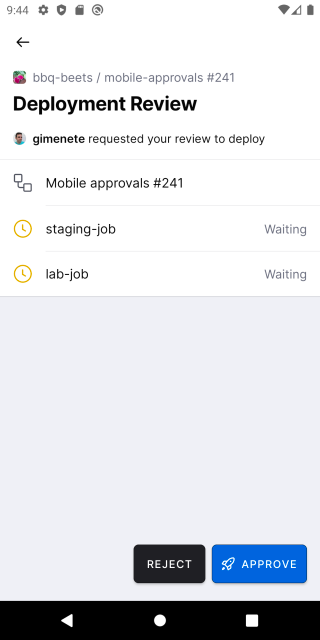 9:44
bbq-beets / mobile-approvals #241
Deployment Review
gimenete requested your review to deploy
Mobile approvals #241
staging-job Waiting
lab-job Waiting
REJECT APPROVE